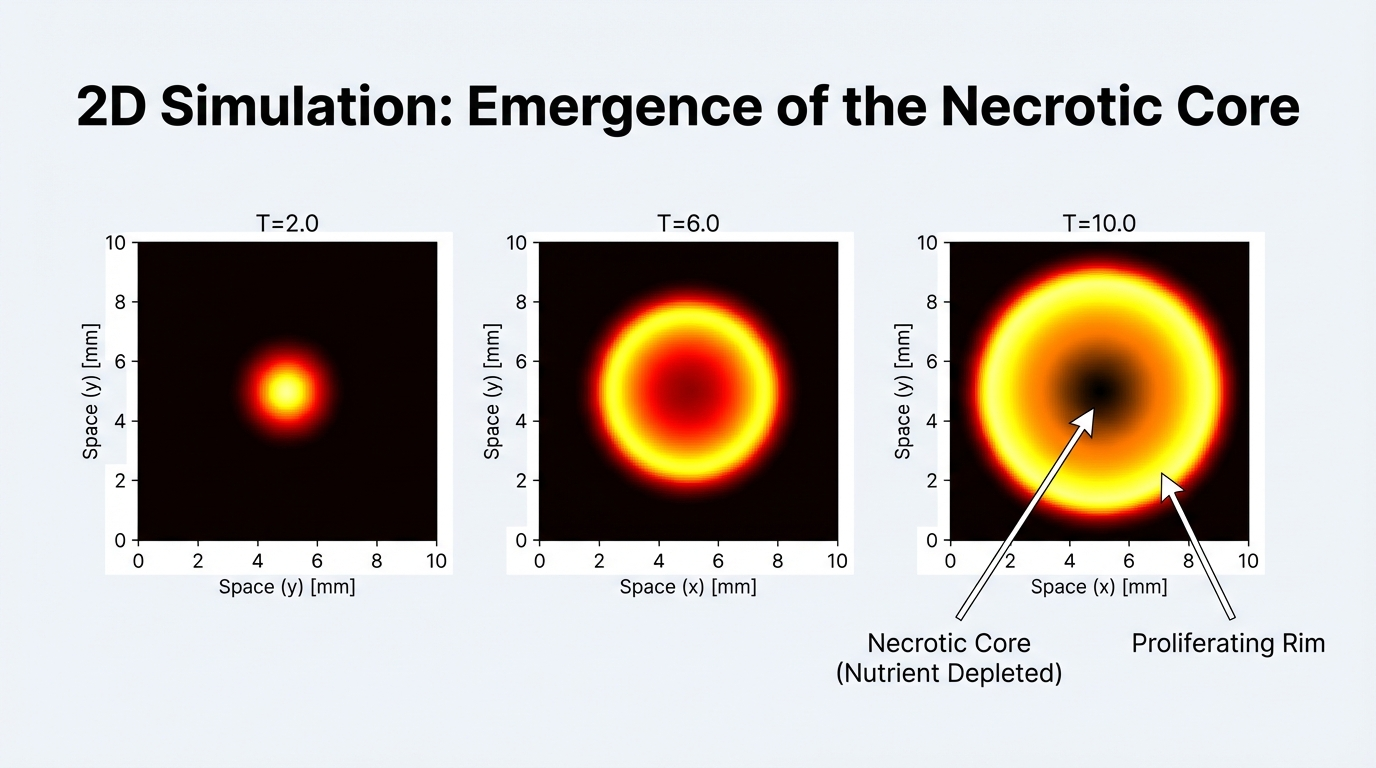 2D Simulation: Emergence of the Necrotic Core
T=2.0
10
8
6
4
2
0
Space (y) [mm]
0 2 4 6 8 10
Space (y) [mm]
T=6.0
10
8
6
4
2
0
Space (y) [mm]
0 2 4 6 8 10
Space (x) [mm]
T=10.0
10
8
6
4
2
0
Space (y) [mm]
0 2 4 6 8 10
Space (x) [mm]
Necrotic Core
(Nutrient Depleted)
Proliferating Rim